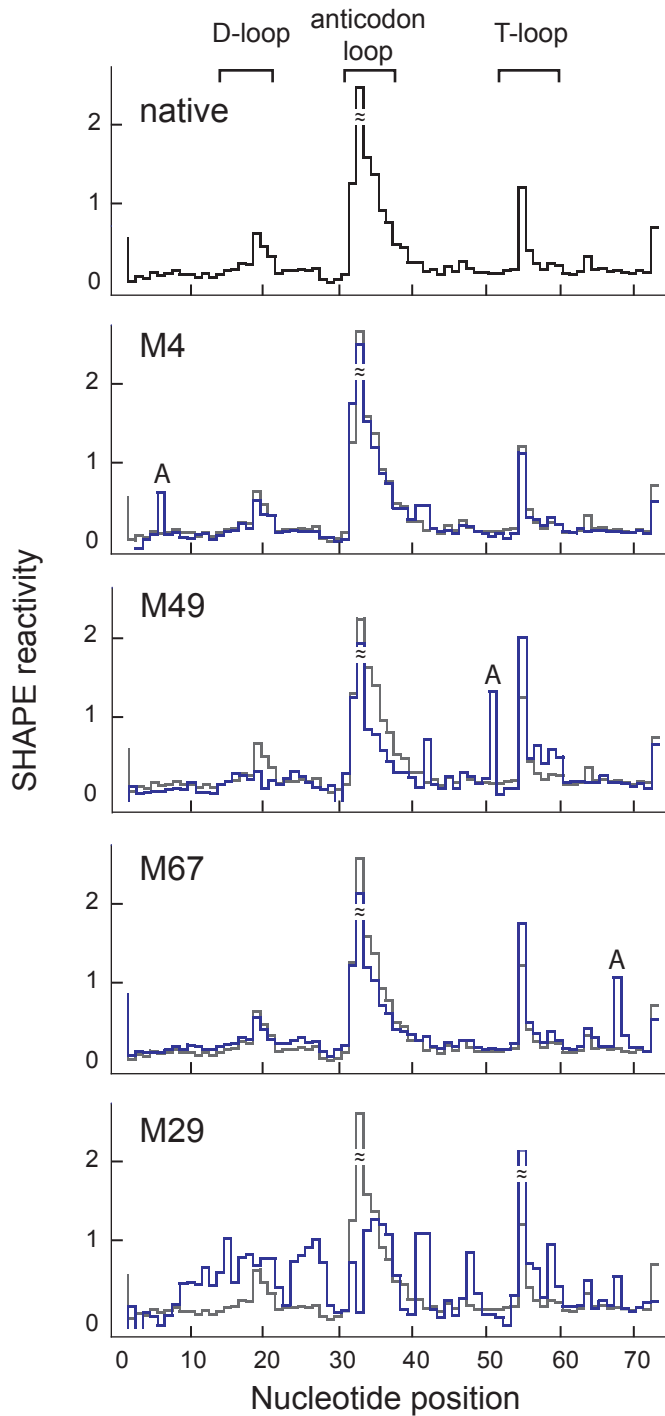 D-loop
anticodon
loop
T-loop
native
2
≈
1
0
M4
2
≈
1
A
0
M49
2
≈
A
1
0
M67
2
≈
A
1
0
M29
2
≈
≈
1
0
SHAPE reactivity
0 10 20 30 40 50 60 70
Nucleotide position